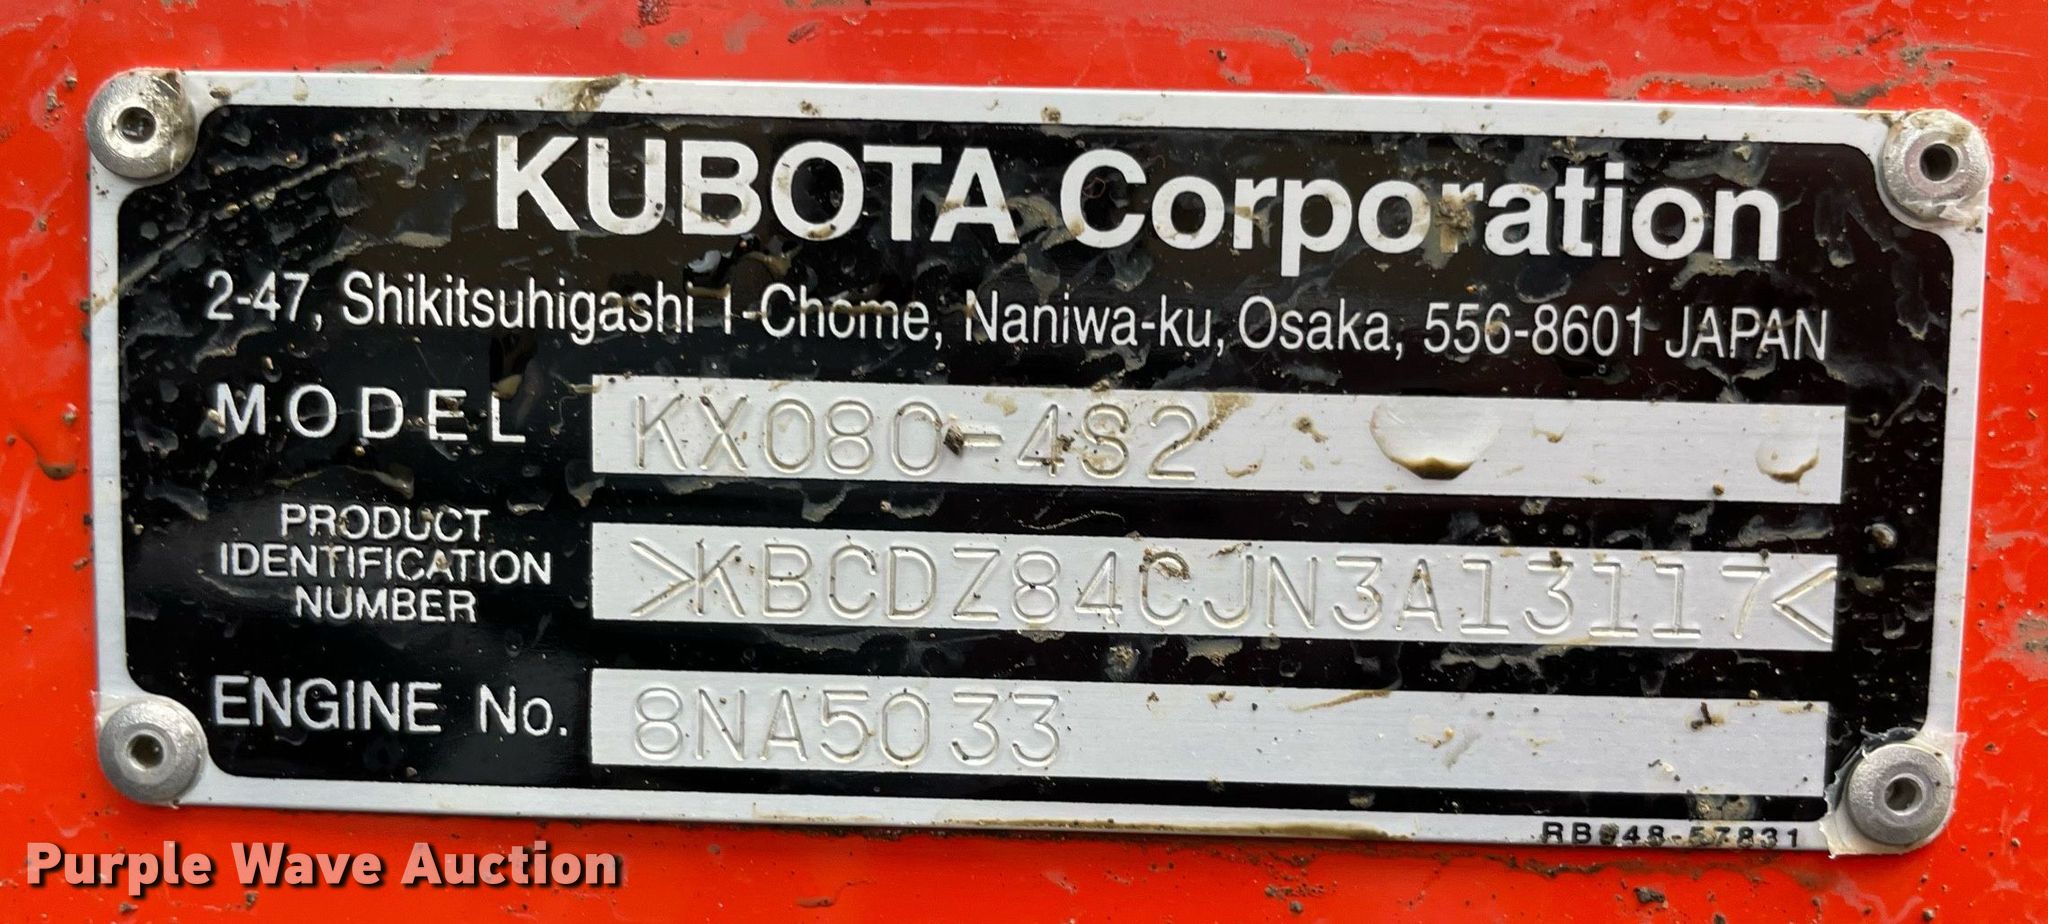 KUBOTA Corporation
2-47, Shikitsuhigashi 1-Chome, Naniwa-ku, Osaka, 556-8601 JAPAN
MODEL KX080-4S2
PRODUCT
IDENTIFICATION
NUMBER
>KBCDZ84CJN3A13117<
ENGINE No. 8NA5033
Purple Wave Auction